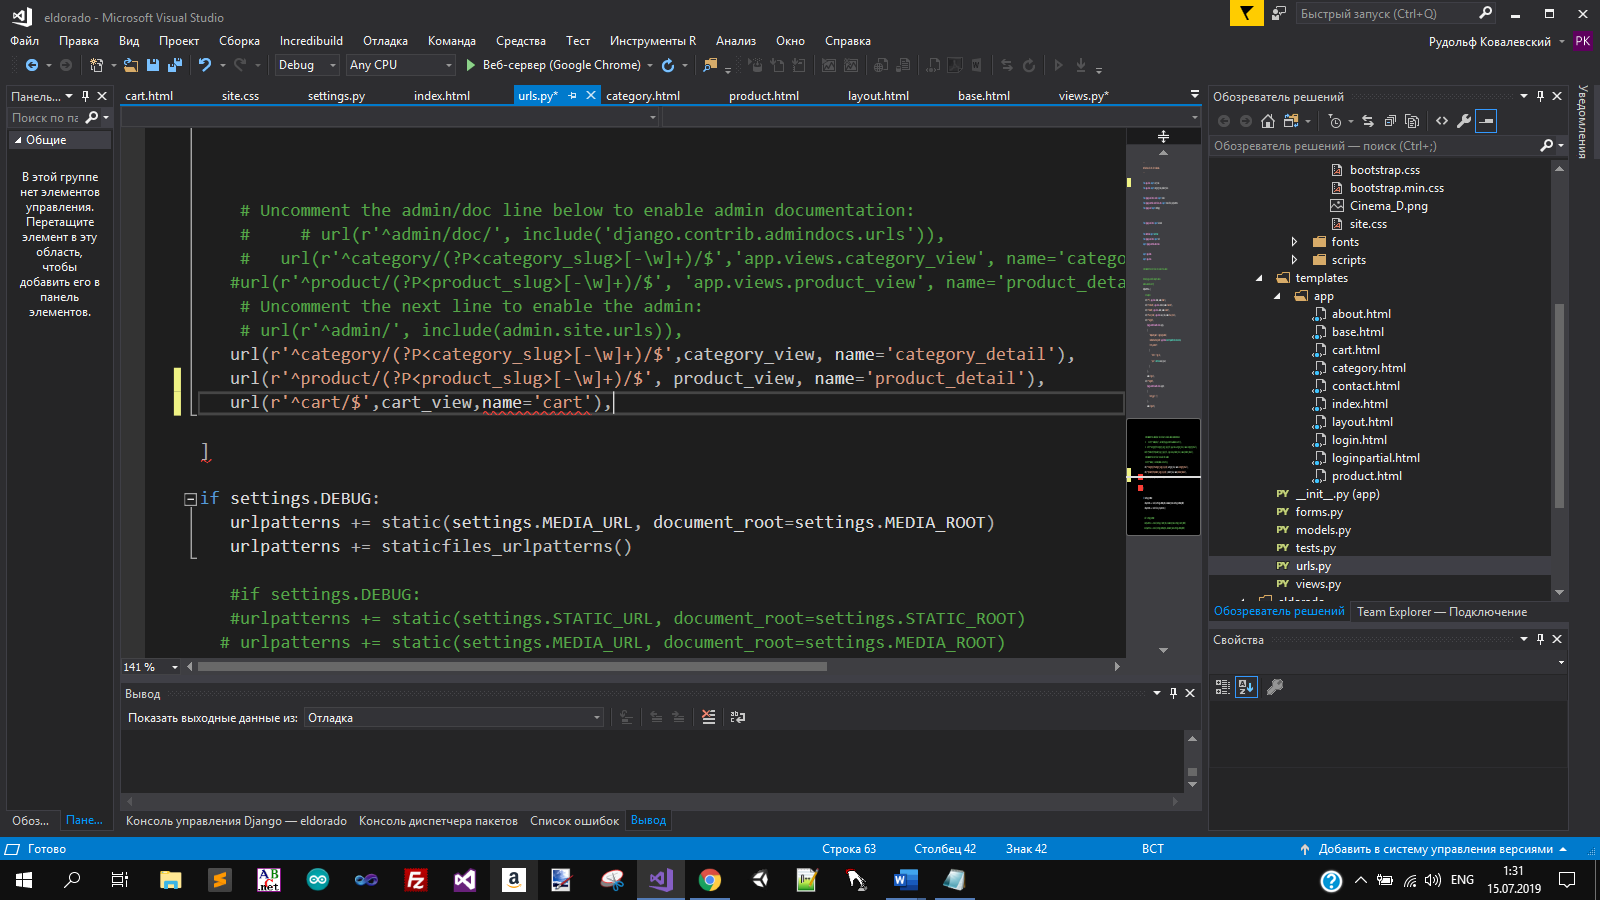 eldorado - Microsoft Visual Studio
Быстрый запуск (Ctrl+Q)
Файл Правка Вид Проект Сборка Incredibuild Отладка Команда Средства Тест Инструменты R Анализ Окно Справка
Рудольф Ковалевский РК
Debug Any CPU Веб-сервер (Google Chrome)
Панель...
Поиск по па
Общие
В этой группе
нет элементов
управления.
Перетащите
элемент в эту
область,
чтобы
добавить его в
панель
элементов.
Обоз... Пане...
cart.html site.css settings.py index.html urls.py* category.html product.html layout.html base.html views.py*
# Uncomment the admin/doc line below to enable admin documentation:
#     # url(r'^admin/doc/', include('django.contrib.admindocs.urls')),
#   url(r'^category/(?P<category_slug>[-\w]+)/$','app.views.category_view', name='catego
#url(r'^product/(?P<product_slug>[-\w]+)/$', 'app.views.product_view', name='product_deta
# Uncomment the next line to enable the admin:
# url(r'^admin/', include(admin.site.urls)),
url(r'^category/(?P<category_slug>[-\w]+)/$',category_view, name='category_detail'),
url(r'^product/(?P<product_slug>[-\w]+)/$', product_view, name='product_detail'),
url(r'^cart/$',cart_view,name='cart'),
]
if settings.DEBUG:
urlpatterns += static(settings.MEDIA_URL, document_root=settings.MEDIA_ROOT)
urlpatterns += staticfiles_urlpatterns()
#if settings.DEBUG:
#urlpatterns += static(settings.STATIC_URL, document_root=settings.STATIC_ROOT)
# urlpatterns += static(settings.MEDIA_URL, document_root=settings.MEDIA_ROOT)
141 %
Вывод
Показать выходные данные из: Отладка
Консоль управления Django — eldorado Консоль диспетчера пакетов Список ошибок Вывод
Обозреватель решений
Обозреватель решений — поиск (Ctrl+;)
bootstrap.css
bootstrap.min.css
Cinema_D.png
site.css
fonts
scripts
templates
app
about.html
base.html
cart.html
category.html
contact.html
index.html
layout.html
login.html
loginpartial.html
product.html
PY __init__.py (app)
PY forms.py
PY models.py
PY tests.py
PY urls.py
PY views.py
Обозреватель решений Team Explorer — Подключение
Свойства
Уведомления
Готово Строка 63 Столбец 42 Знак 42 ВСТ Добавить в систему управления версиями
ENG
1:31
15.07.2019